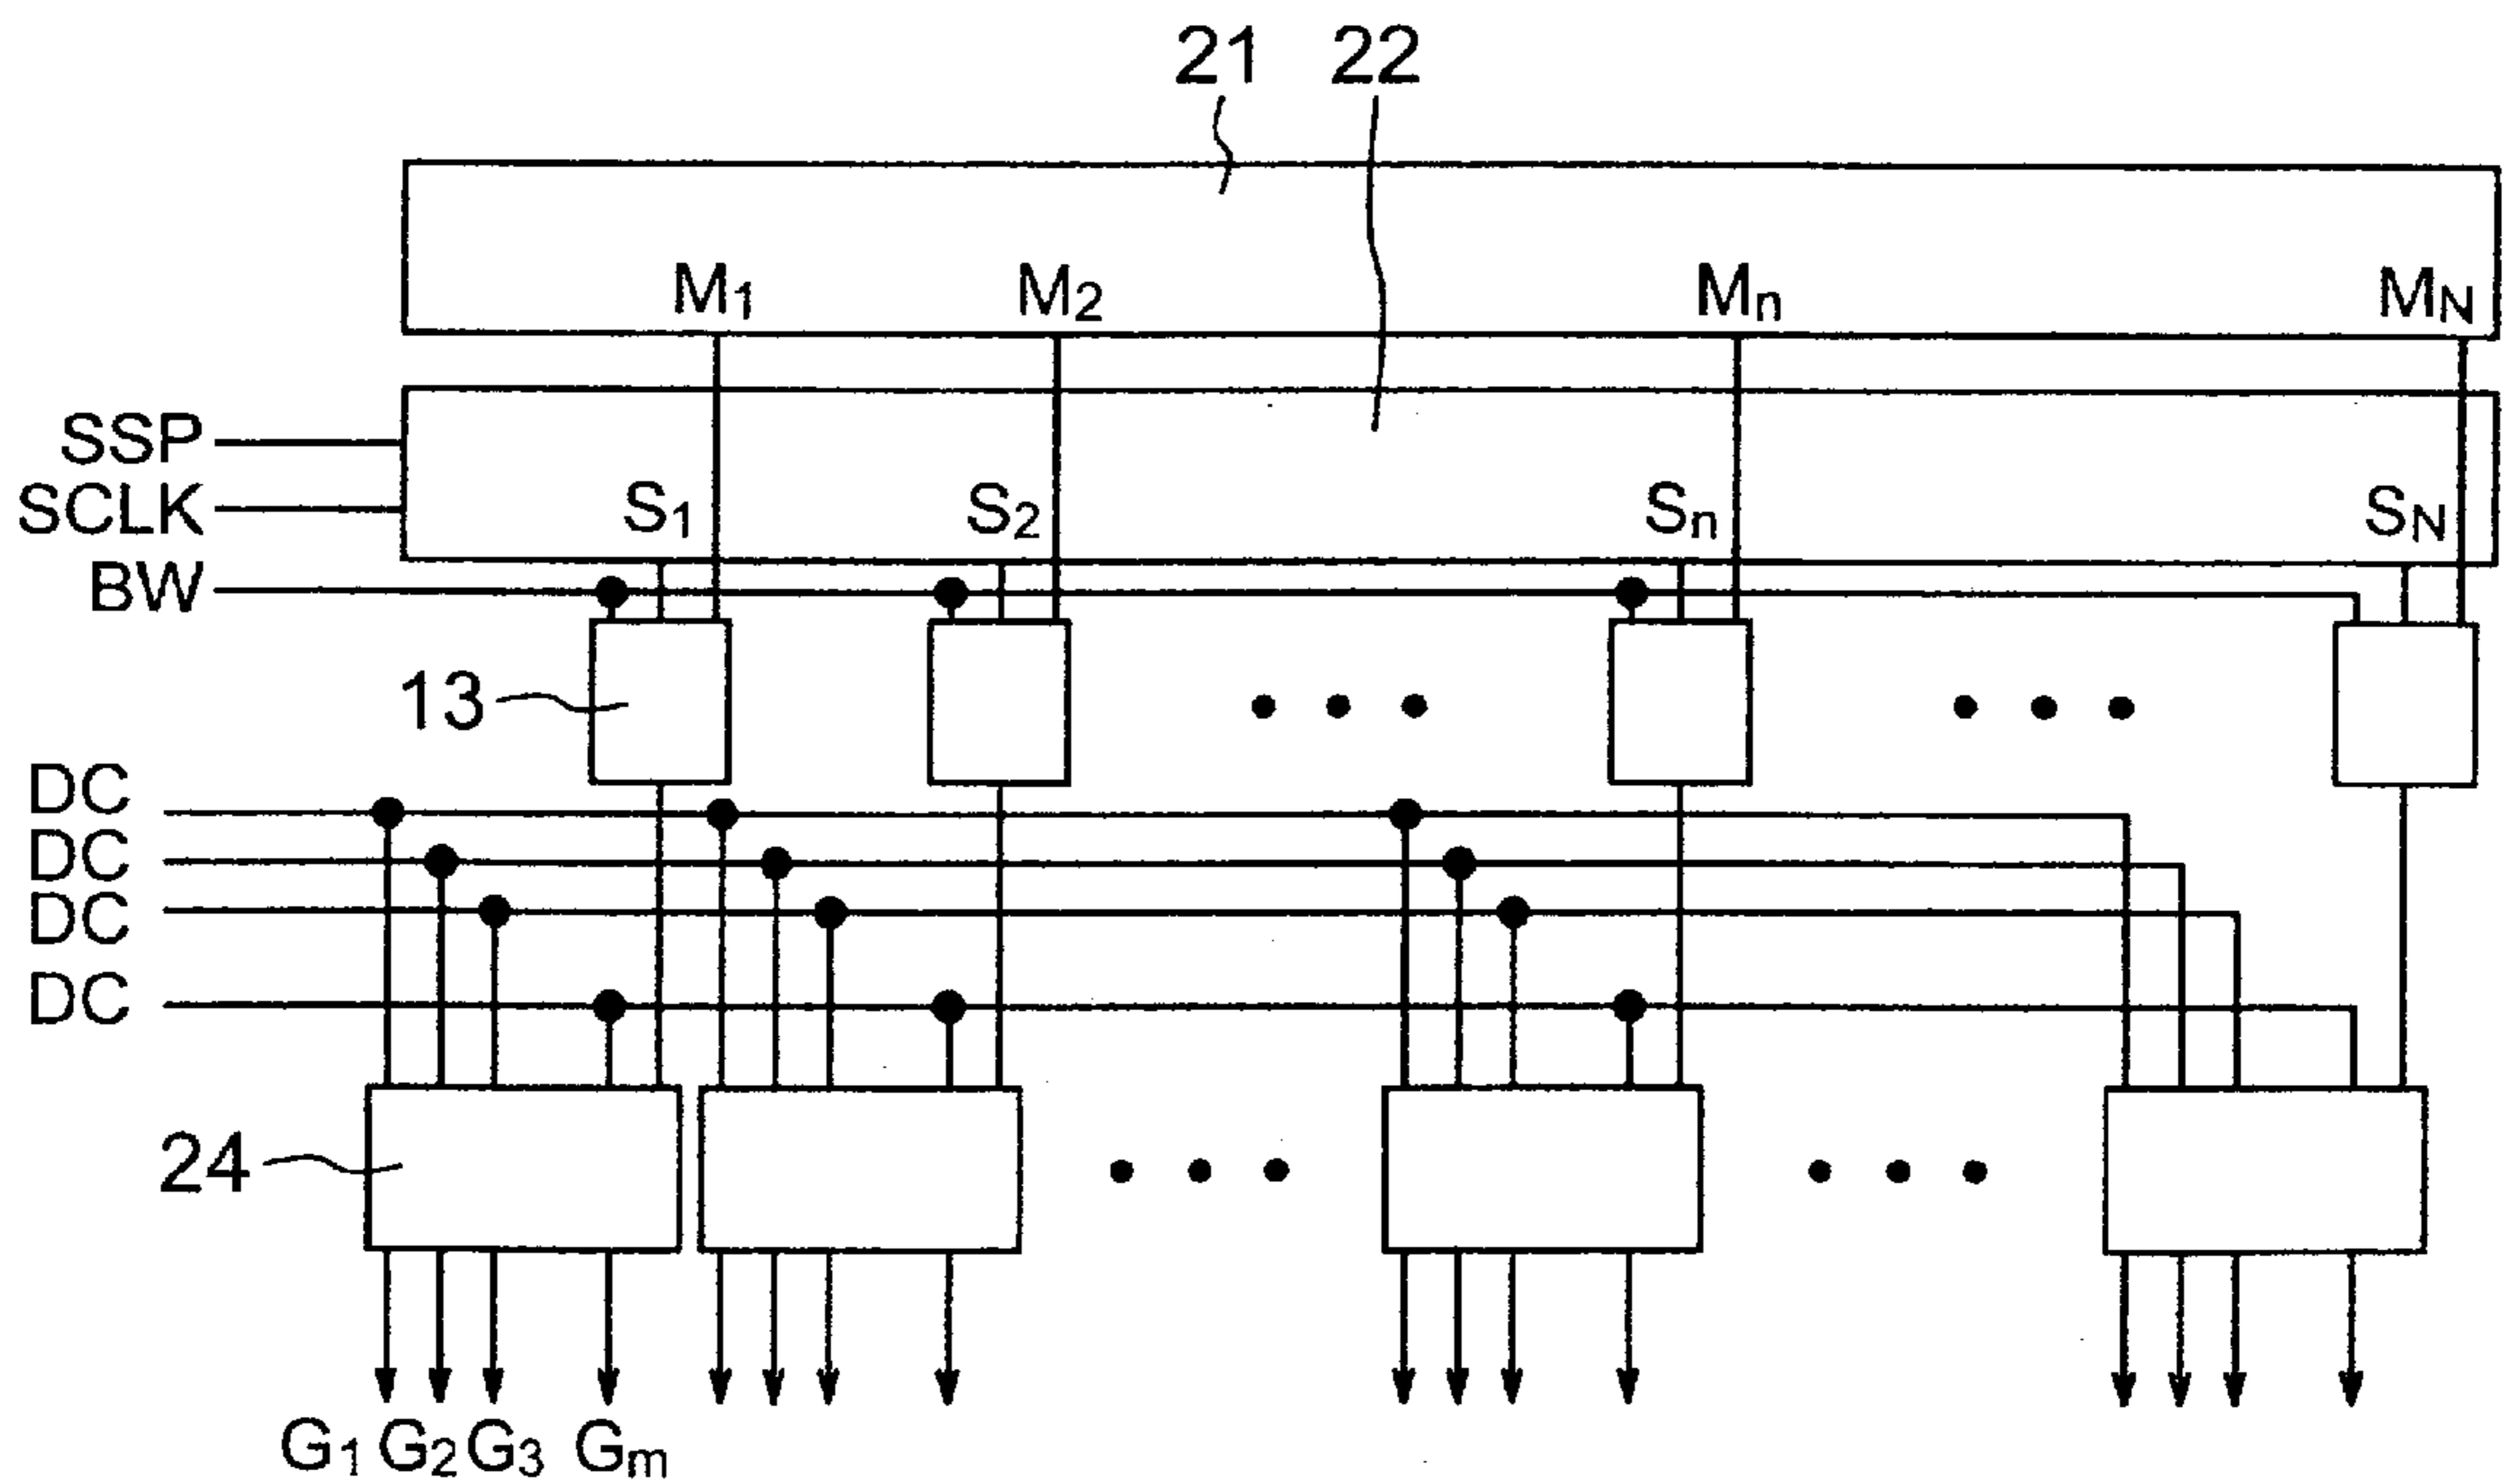 21 22
M1 M2 Mn MN
SSP
SCLK S1 S2 Sn SN
BW
13
DC
DC
DC
DC
24
G1 G2 G3 Gm